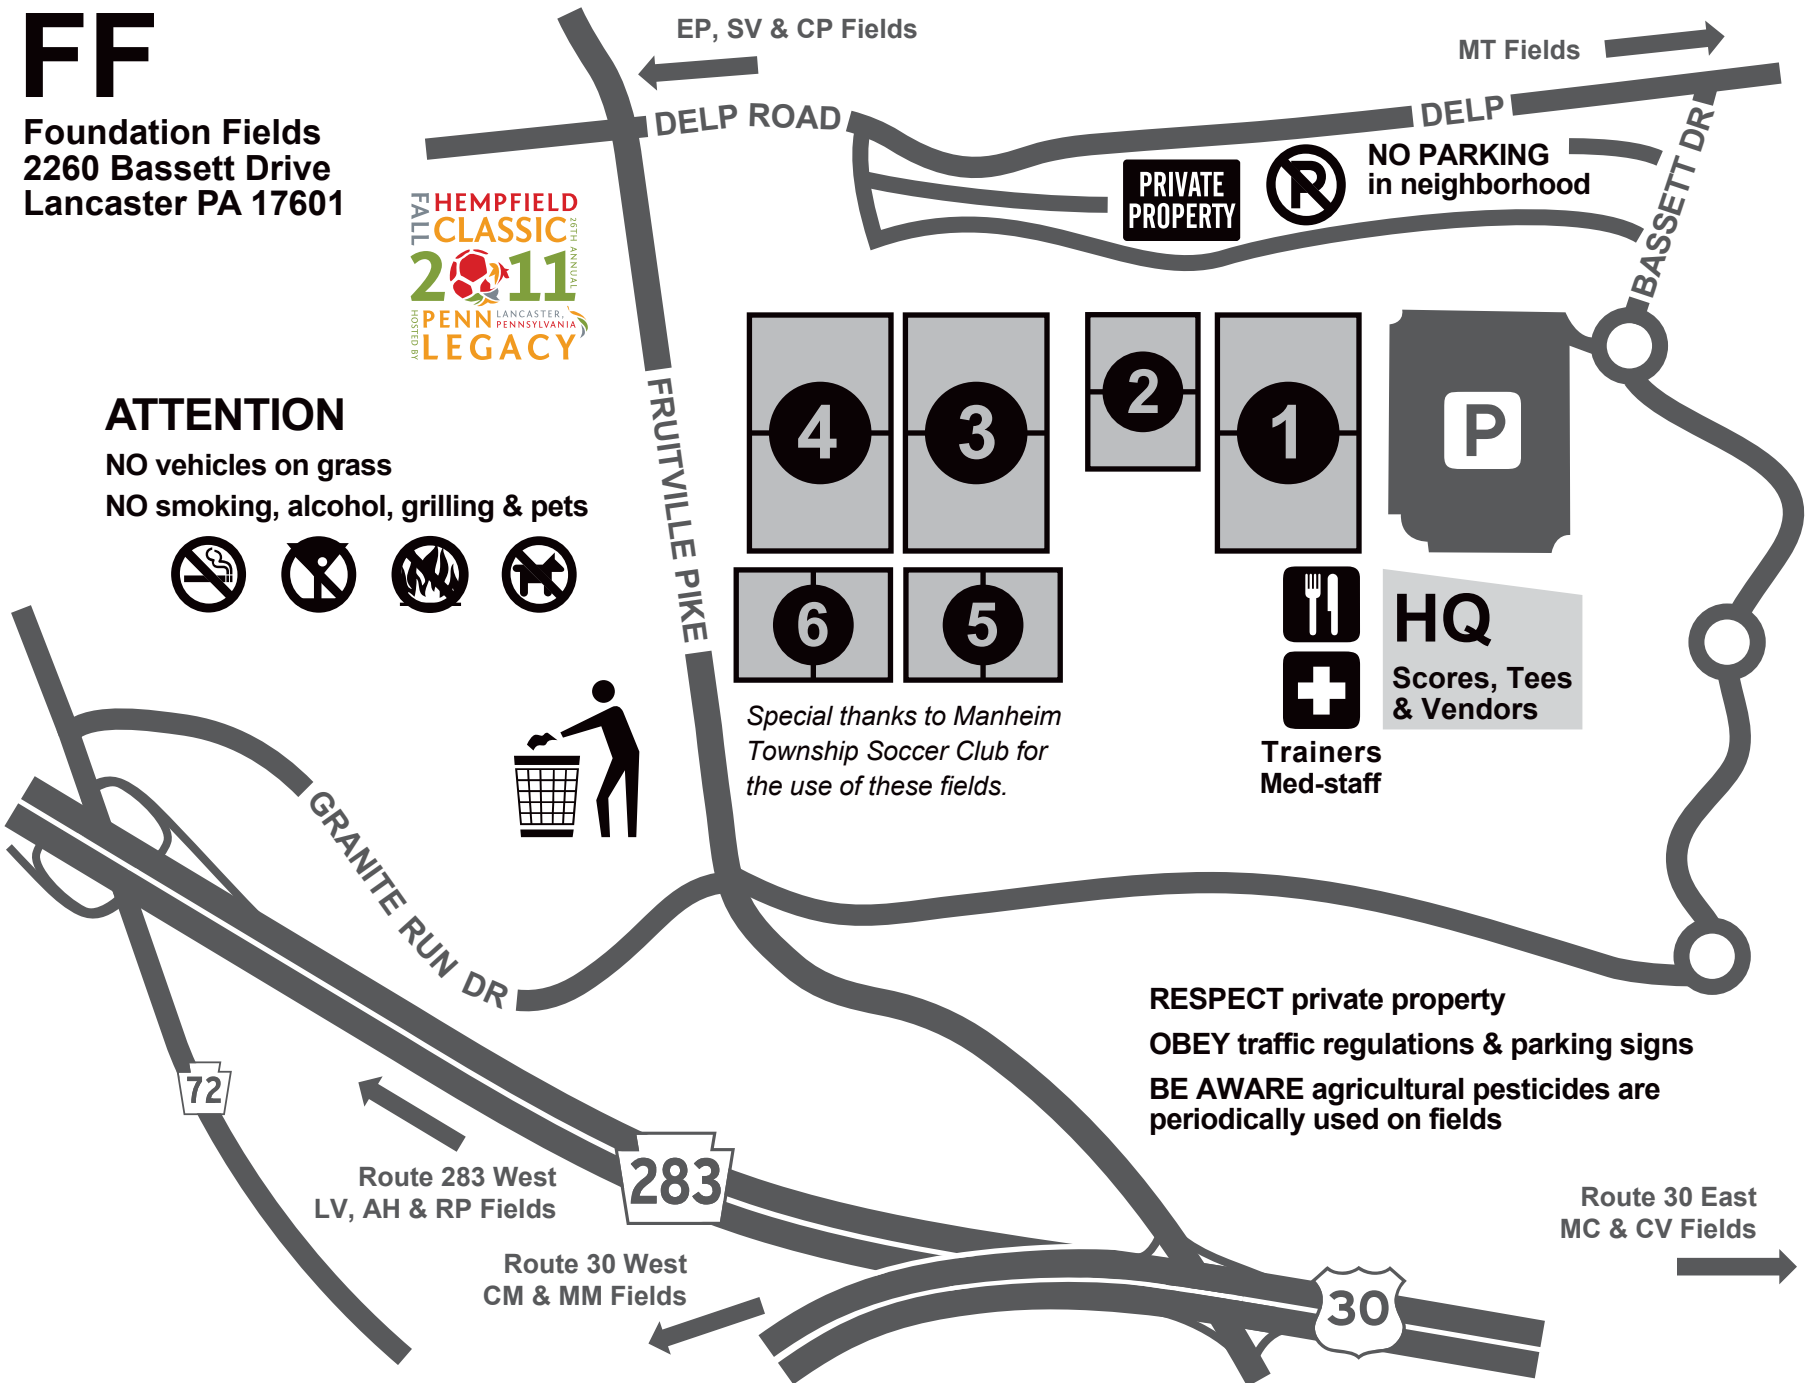 FF
Foundation Fields
2260 Bassett Drive
Lancaster PA 17601
EP, SV & CP Fields
MT Fields
DELP ROAD
DELP
BASSETT DR
NO PARKING
in neighborhood
PRIVATE
PROPERTY
P
FALL
HEMPFIELD
CLASSIC
26TH ANNUAL
2011
HOSTED BY
PENN
LANCASTER,
PENNSYLVANIA
LEGACY
ATTENTION
NO vehicles on grass
NO smoking, alcohol, grilling & pets
FRUITVILLE PIKE
4
3
2
1
P
6
5
HQ
Scores, Tees
& Vendors
Trainers
Med-staff
Special thanks to Manheim
Township Soccer Club for
the use of these fields.
GRANITE RUN DR
RESPECT private property
OBEY traffic regulations & parking signs
BE AWARE agricultural pesticides are
periodically used on fields
72
283
30
Route 283 West
LV, AH & RP Fields
Route 30 West
CM & MM Fields
Route 30 East
MC & CV Fields